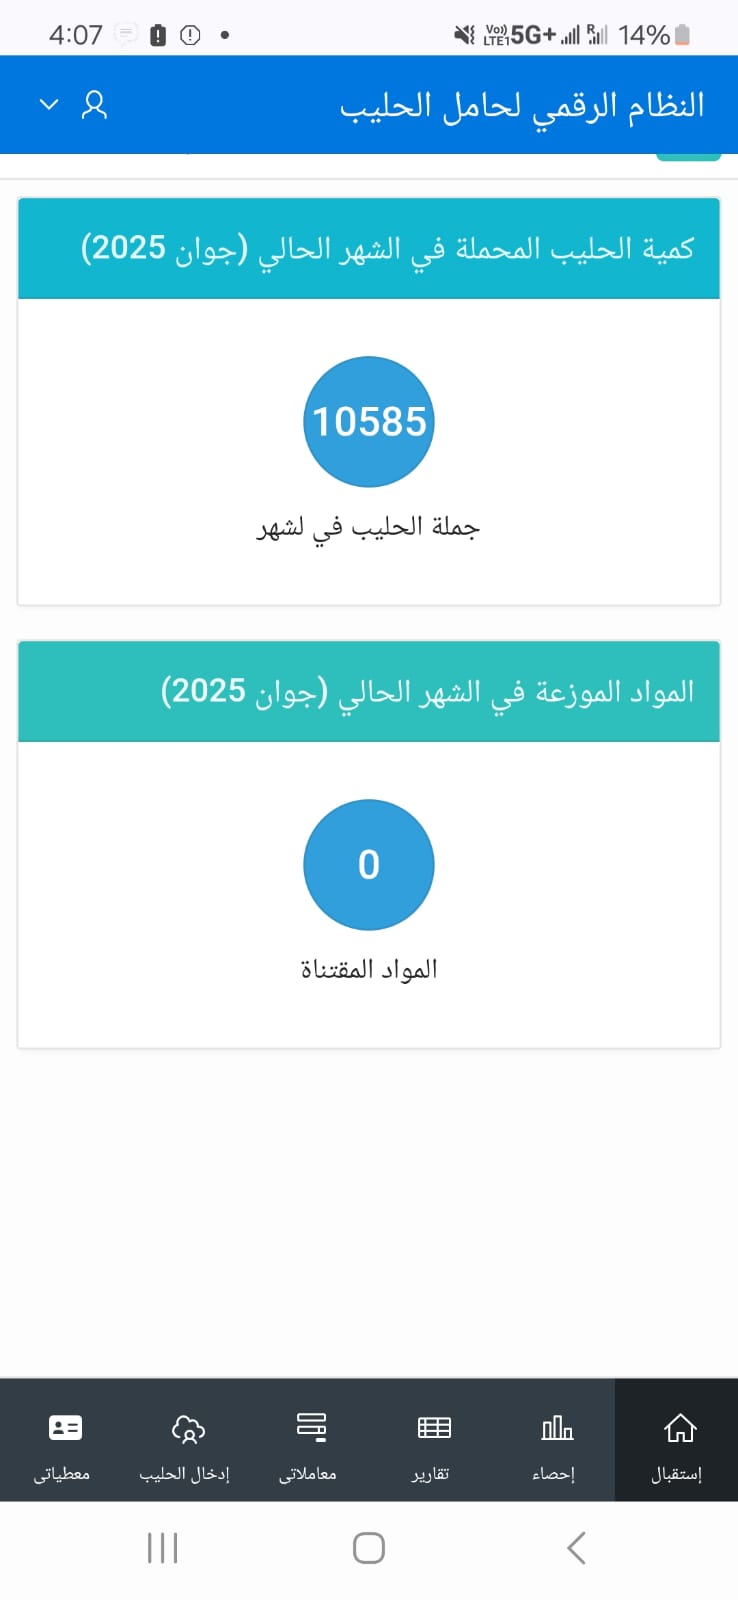 4:07
Vo)) LTE1 5G+ R 14%
النظام الرقمي لحامل الحليب
كمية الحليب المحملة في الشهر الحالي (جوان 2025)
10585
جملة الحليب في لشهر
المواد الموزعة في الشهر الحالي (جوان 2025)
0
المواد المقتناة
إستقبال
إحصاء
تقارير
معاملاتى
إدخال الحليب
معطياتى